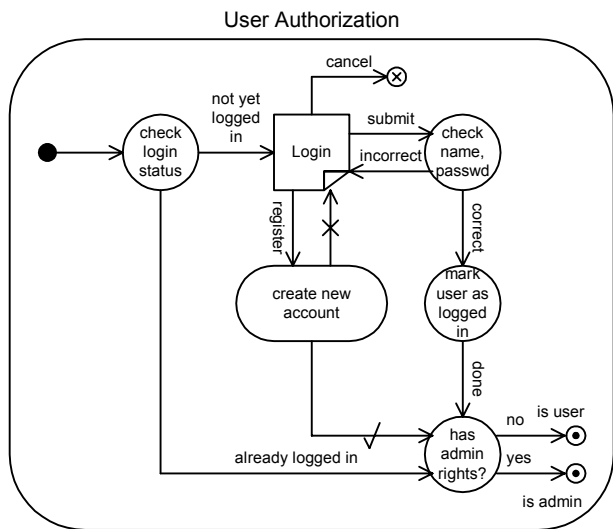 User Authorization
cancel
not yet
logged
in
check
login
status
Login
submit
incorrect
check
name,
passwd
register
correct
create new
account
mark
user as
logged
in
done
already logged in
has
admin
rights?
no
is user
yes
is admin